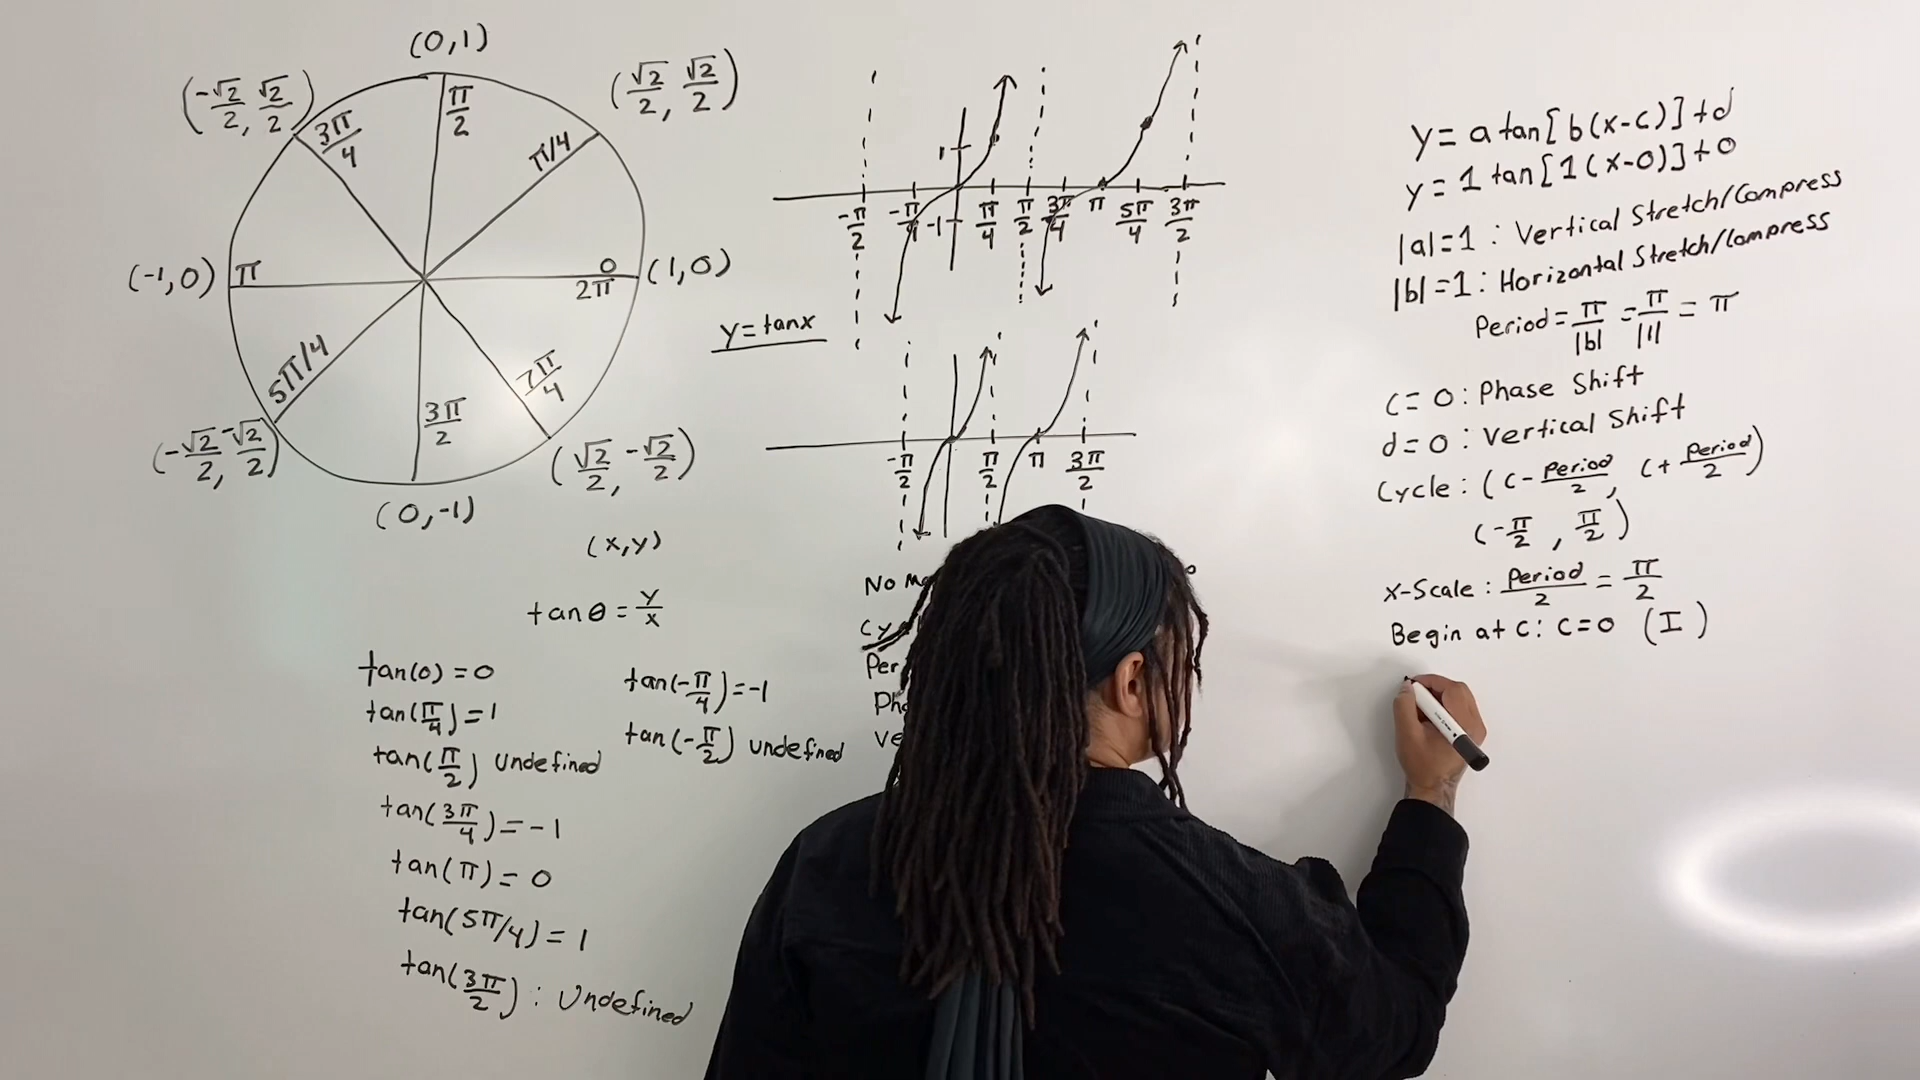 (0,1)
(-√2/2, √2/2)
(√2/2, √2/2)
3π/4
π/2
π/4
(-1,0)
π
0
2π
(1,0)
5π/4
3π/2
7π/4
(-√2/2, -√2/2)
(√2/2, -√2/2)
(0,-1)
(x,y)
tan θ = y/x
tan(0) = 0
tan(π/4) = 1
tan(π/2) undefined
tan(3π/4) = -1
tan(π) = 0
tan(5π/4) = 1
tan(3π/2) : Undefined
tan(-π/4) = -1
tan(-π/2) undefined
1
-1
-π/2 -π/4 π/4 π/2 3π/4 π 5π/4 3π/2
y=tanx
-π/2 π/2 π 3π/2
No
Per
y = a tan[b(x-c)]+d
y = 1 tan[1(x-0)]+0
|a|=1 : Vertical Stretch/Compress
|b|=1 : Horizontal Stretch/Compress
Period = π/|b| = π/|1| = π
c = 0 : Phase Shift
d = 0 : Vertical Shift
Cycle : (c - Period/2, c + Period/2)
(-π/2, π/2)
x-Scale : Period/2 = π/2
Begin at c : c=0 (I)